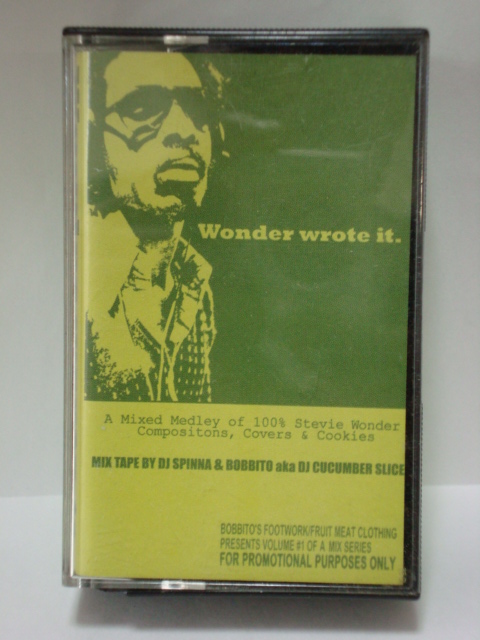 Wonder wrote it.
A Mixed Medley of 100% Stevie Wonder
Compositons, Covers & Cookies
MIX TAPE BY DJ SPINNA & BOBBITO aka DJ CUCUMBER SLICE
BOBBITO'S FOOTWORK/FRUIT MEAT CLOTHING
PRESENTS VOLUME #1 OF A MIX SERIES
FOR PROMOTIONAL PURPOSES ONLY